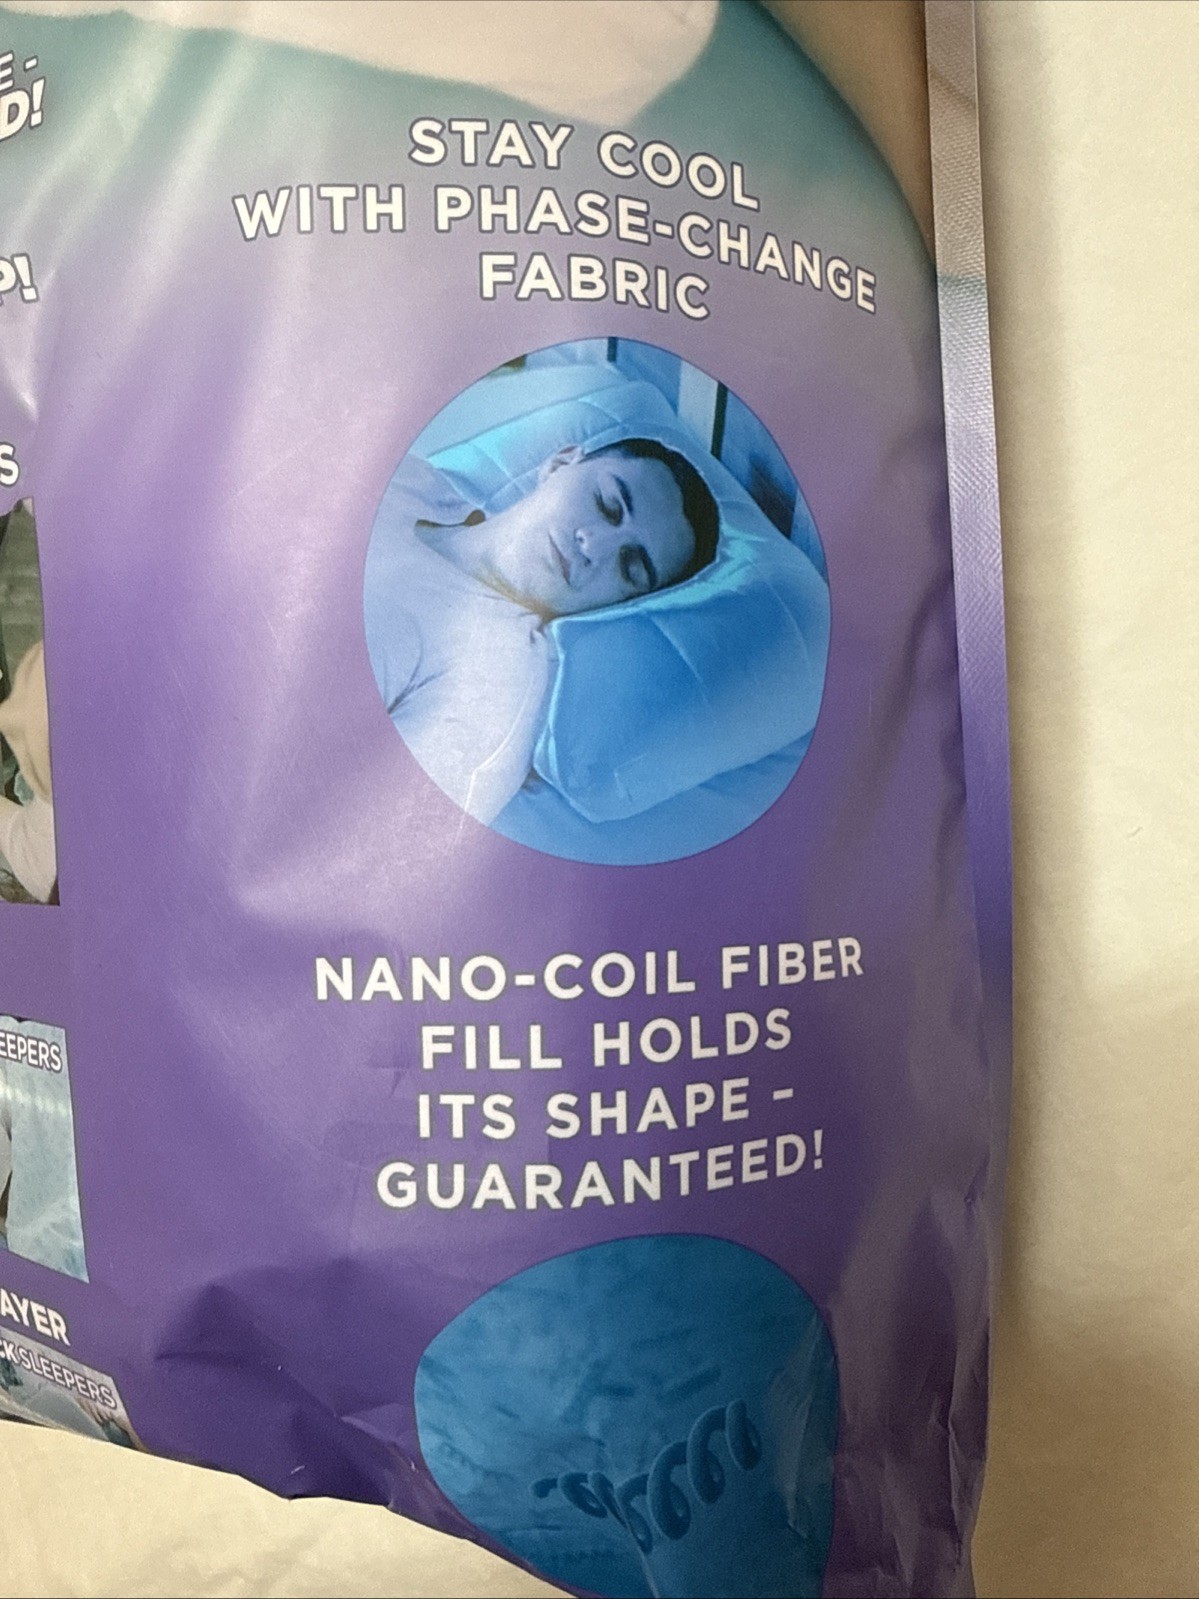 STAY COOL
WITH PHASE-CHANGE
FABRIC
NANO-COIL FIBER
FILL HOLDS
ITS SHAPE -
GUARANTEED!